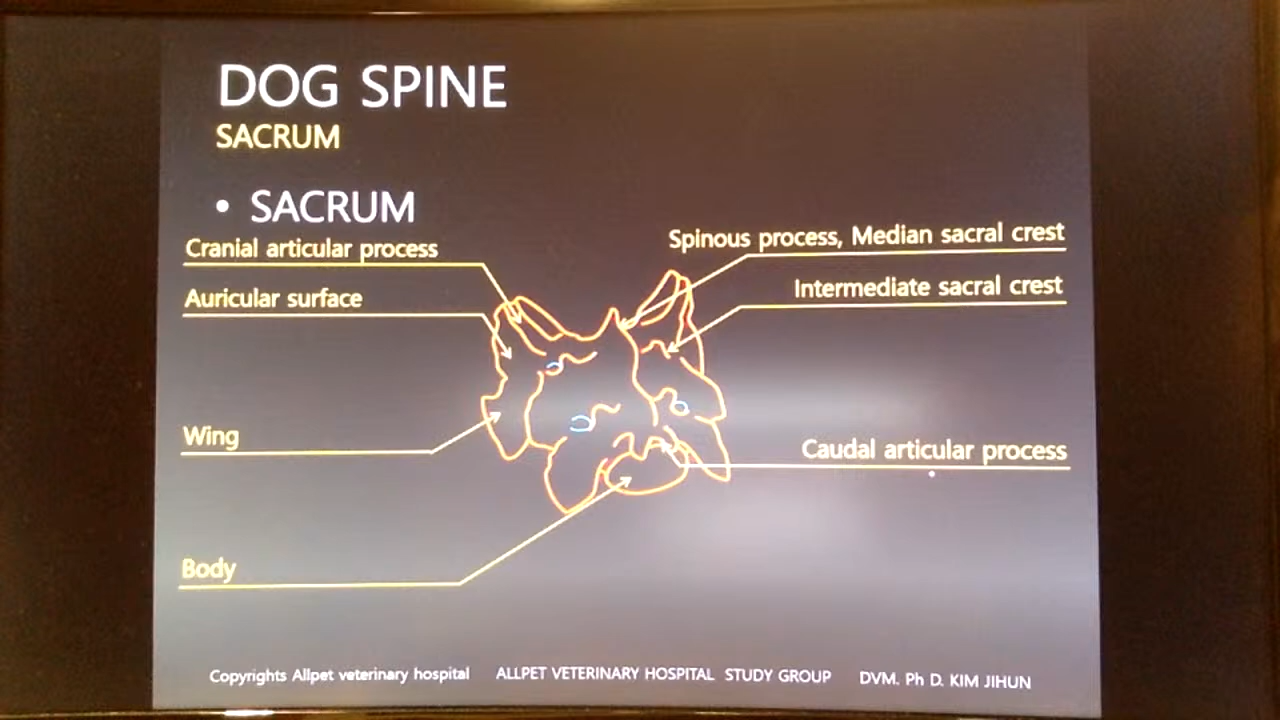 DOG SPINE
SACRUM
• SACRUM
Cranial articular process
Spinous process, Median sacral crest
Auricular surface
Intermediate sacral crest
Wing
Caudal articular process
Body
Copyrights Allpet veterinary hospital ALLPET VETERINARY HOSPITAL STUDY GROUP DVM. Ph D. KIM JIHUN